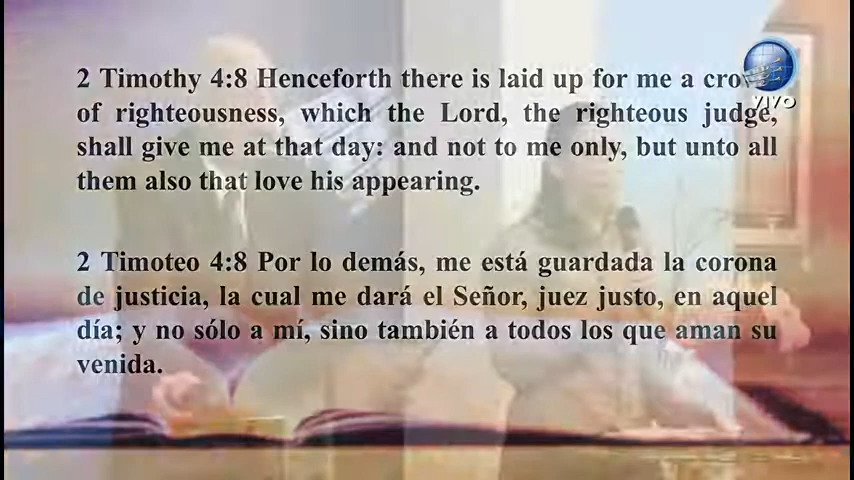 2 Timothy 4:8 Henceforth there is laid up for me a
of righteousness, which the Lord, the righteous judge,
shall give me at that day: and not to me only, but unto all
them also that love his appearing.
2 Timoteo 4:8 Por lo demás, me está guardada la corona
de justicia, la cual me dará el Señor, juez justo, en aquel
día; y no sólo a mí, sino también a todos los que aman su
venida.
VIVO